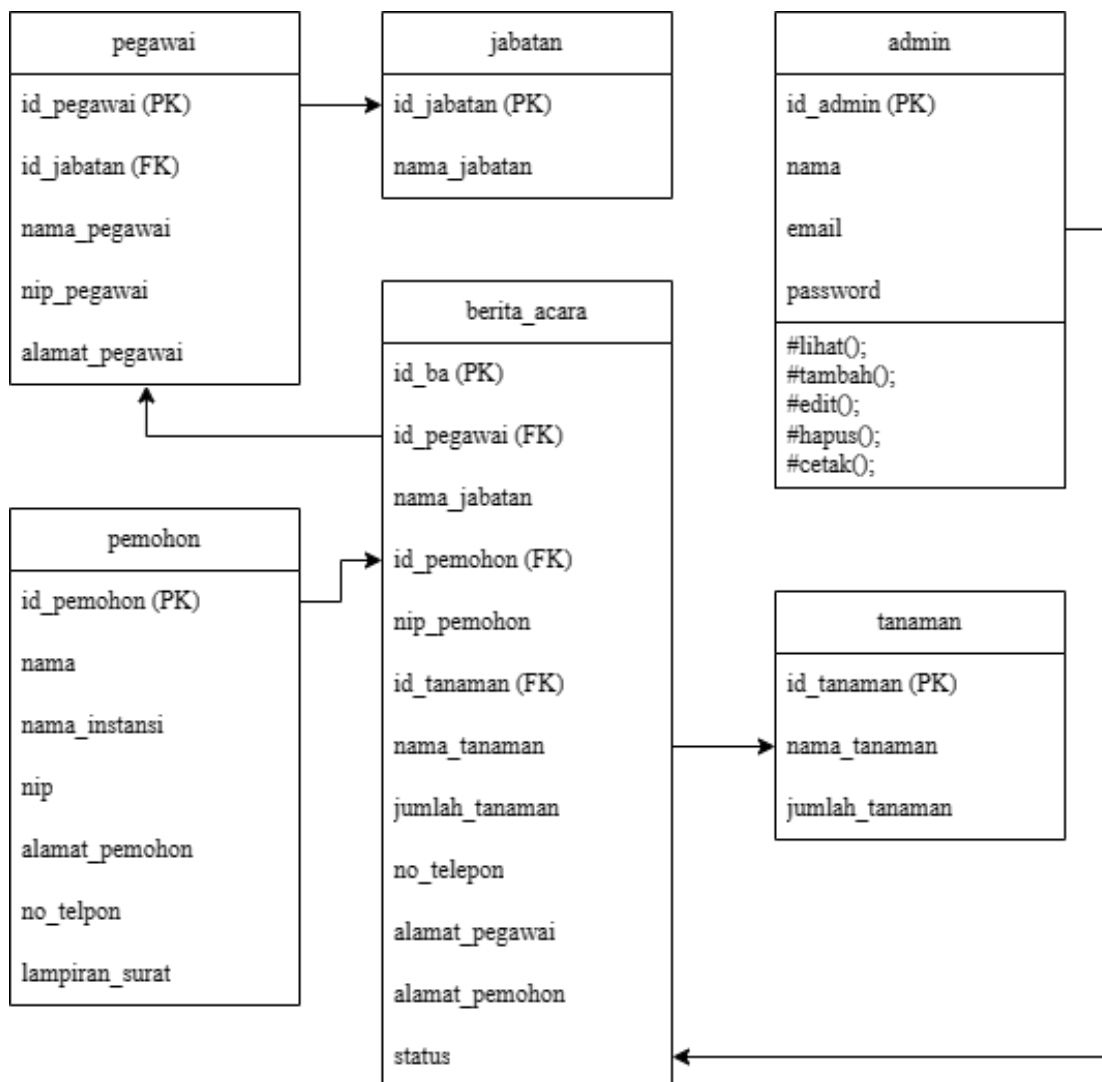 pegawai
id_pegawai (PK)
id_jabatan (FK)
nama_pegawai
nip_pegawai
alamat_pegawai
jabatan
id_jabatan (PK)
nama_jabatan
admin
id_admin (PK)
nama
email
password
#lihat();
#tambah();
#edit();
#hapus();
#cetak();
berita_acara
id_ba (PK)
id_pegawai (FK)
nama_jabatan
id_pemohon (FK)
nip_pemohon
id_tanaman (FK)
nama_tanaman
jumlah_tanaman
no_telepon
alamat_pegawai
alamat_pemohon
status
pemohon
id_pemohon (PK)
nama
nama_instansi
nip
alamat_pemohon
no_telpon
lampiran_surat
tanaman
id_tanaman (PK)
nama_tanaman
jumlah_tanaman